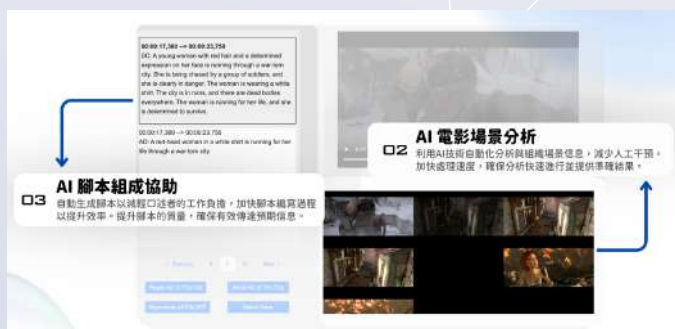 00:00:17,380 --> 00:00:23,758
DC: A young woman with red hair and a determined
expression on her face is running through a war-torn
city. She is being chased by a group of soldiers, and
she is clearly in danger. The woman is wearing a white
shirt. The city is in ruins, and there are dead bodies
everywhere. The woman is running for her life, and she
is determined to survive.
00:00:17,380 --> 00:00:23,758
AD: A red-head woman in a white shirt is running for her
life through a war-torn city.
02
AI 電影場景分析
利用AI技術自動化分析與組織場景信息，減少人工干預。
加快處理速度，確保分析快速進行並提供準確結果。
03
AI 腳本組成協助
自動生成腳本以減輕口述者的工作負擔，加快腳本編寫過程
以提升效率。提升腳本的質量，確保有效傳達預期信息。